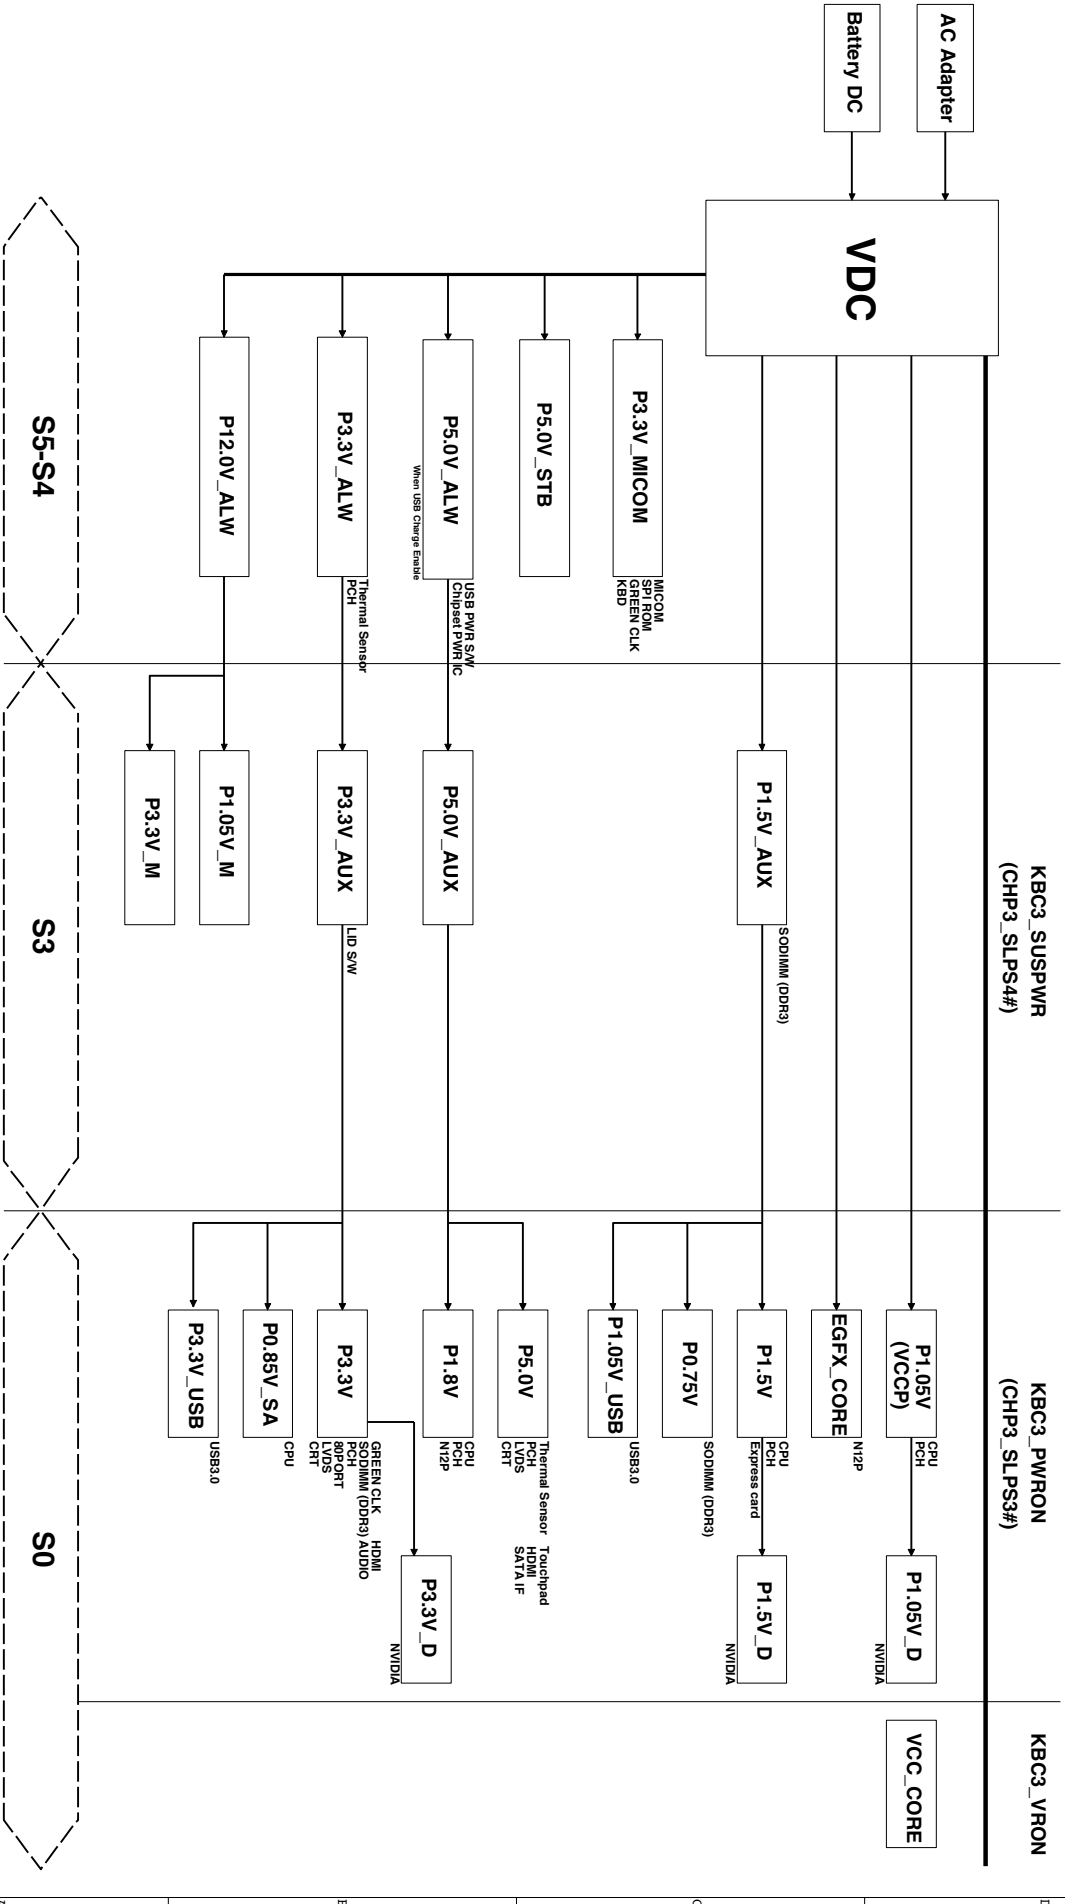 AC Adapter
Battery DC
VDC
KBC3_SUSPWR
(CHP3_SLPS4#)
KBC3_PWRON
(CHP3_SLPS3#)
KBC3_VRON
P1.05V
(VCCP)
CPU
PCH
P1.05V_D
NVIDIA
VCC_CORE
EGFX_CORE
N12P
P1.5V_AUX
SODIMM (DDR3)
P1.5V
CPU
PCH
Express card
P1.5V_D
NVIDIA
P0.75V
SODIMM (DDR3)
P1.05V_USB
USB3.0
P3.3V_MICOM
MICOM
SPI ROM
GREEN CLK
KBD
P5.0V_STB
P5.0V_ALW
When USB Charge Enable
USB PWR S/W
Chipset PWR IC
P5.0V_AUX
P5.0V
Thermal Sensor Touchpad
PCH HDMI
LVDS SATA IF
CRT
P1.8V
CPU
PCH
N12P
P3.3V_ALW
Thermal Sensor
PCH
P3.3V_AUX
LID S/W
P3.3V
GREEN CLK HDMI
SODIMM (DDR3) AUDIO
PCH
80PORT
LVDS
CRT
P3.3V_D
NVIDIA
P0.85V_SA
CPU
P3.3V_USB
USB3.0
P12.0V_ALW
P1.05V_M
P3.3V_M
S5-S4
S3
S0